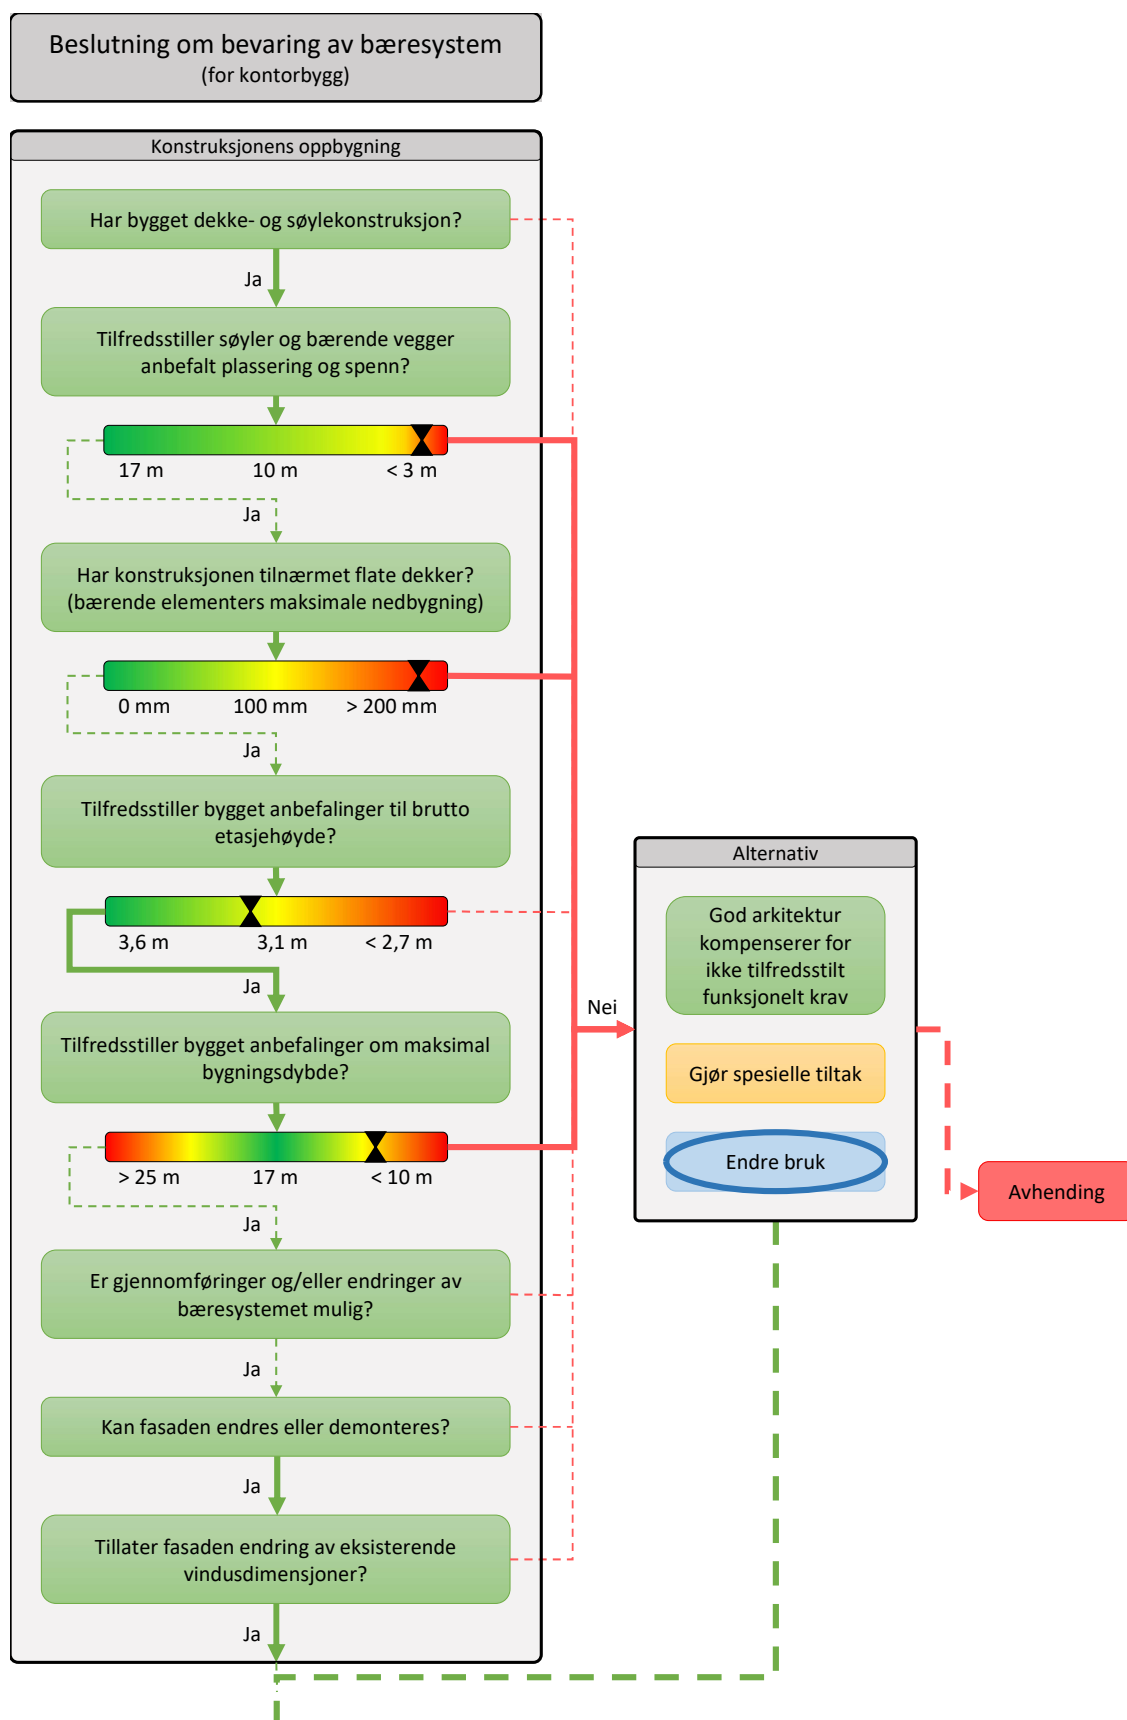 Beslutning om bevaring av bæresystem
(for kontorbygg)
Konstruksjonens oppbygning
Har bygget dekke- og søylekonstruksjon?
Ja
Tilfredsstiller søyler og bærende vegger
anbefalt plassering og spenn?
17 m 10 m < 3 m
Ja
Har konstruksjonen tilnærmet flate dekker?
(bærende elementers maksimale nedbygning)
0 mm 100 mm > 200 mm
Ja
Tilfredsstiller bygget anbefalinger til brutto
etasjehøyde?
3,6 m 3,1 m < 2,7 m
Ja
Tilfredsstiller bygget anbefalinger om maksimal
bygningsdybde?
> 25 m 17 m < 10 m
Ja
Er gjennomføringer og/eller endringer av
bæresystemet mulig?
Ja
Kan fasaden endres eller demonteres?
Ja
Tillater fasaden endring av eksisterende
vindusdimensjoner?
Ja
Nei
Alternativ
God arkitektur
kompenserer for
ikke tilfredsstilt
funksjonelt krav
Gjør spesielle tiltak
Endre bruk
Avhending